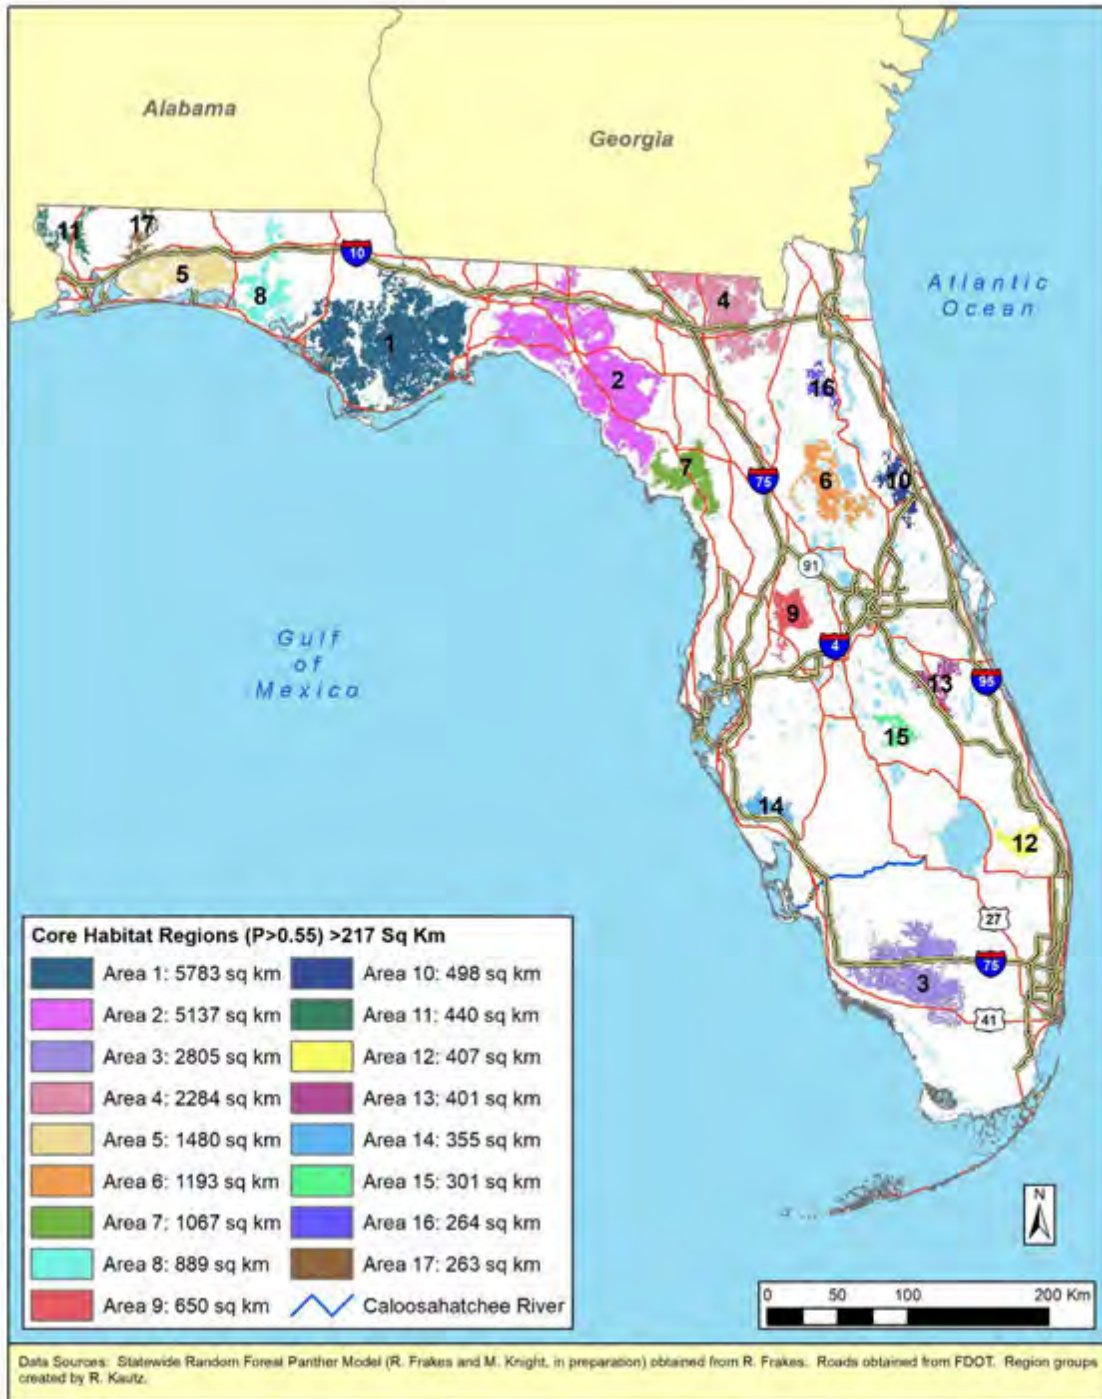 Alabama
Georgia
11
17
10
5
8
4
Atlantic
Ocean
1
2
16
7
75
6
10
91
9
Gulf
of
Mexico
4
13
95
15
14
12
27
3
75
41
Core Habitat Regions (P>0.55) >217 Sq Km
Area 1: 5783 sq km
Area 2: 5137 sq km
Area 3: 2805 sq km
Area 4: 2284 sq km
Area 5: 1480 sq km
Area 6: 1193 sq km
Area 7: 1067 sq km
Area 8: 889 sq km
Area 9: 650 sq km
Area 10: 498 sq km
Area 11: 440 sq km
Area 12: 407 sq km
Area 13: 401 sq km
Area 14: 355 sq km
Area 15: 301 sq km
Area 16: 264 sq km
Area 17: 263 sq km
Caloosahatchee River
N
0 50 100 200 Km
Data Sources: Statewide Random Forest Panther Model (R. Frakes and M. Knight, in preparation) obtained from R. Frakes. Roads obtained from FDOT. Region groups
created by R. Kautz.